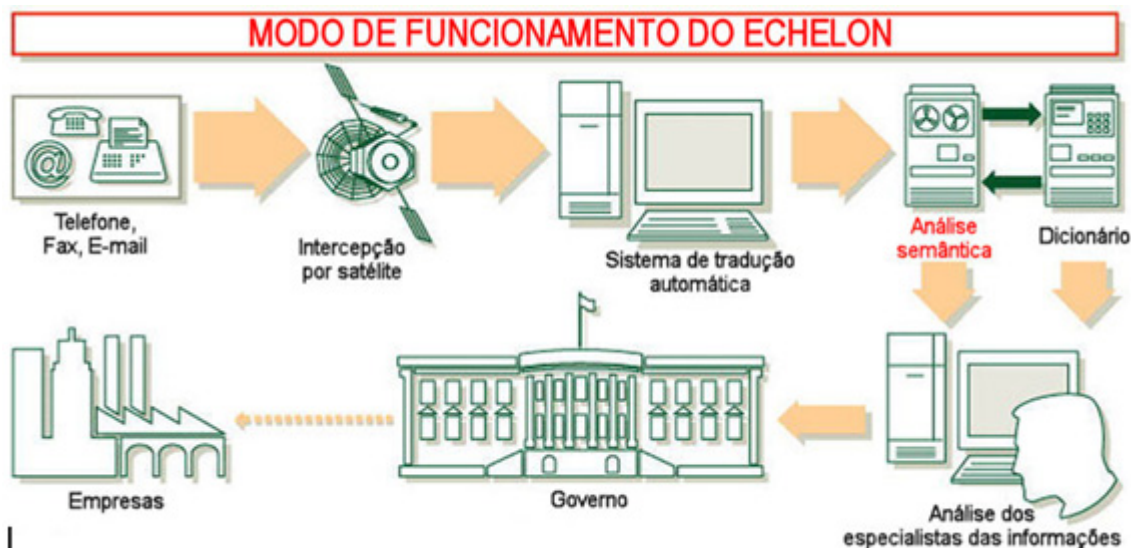 MODO DE FUNCIONAMENTO DO ECHELON
Telefone,
Fax, E-mail
Intercepção
por satélite
Sistema de tradução
automática
Análise
semântica
Dicionário
Empresas
Governo
Análise dos
especialistas das informações